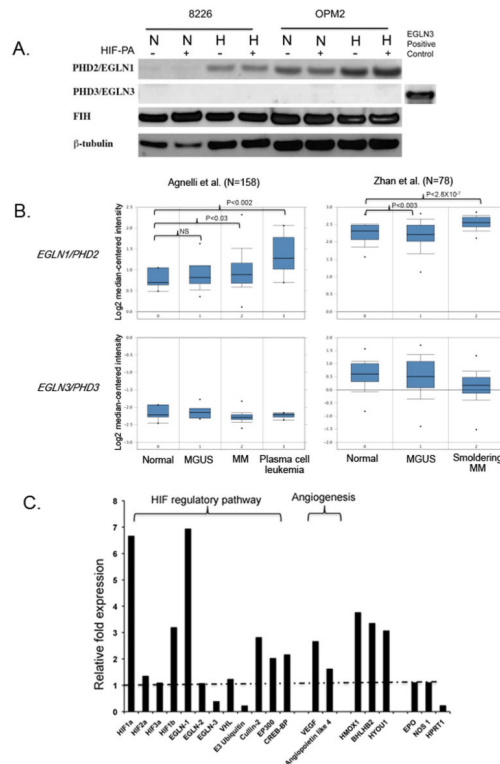 A.
8226
OPM2
N N H H N N H H
EGLN3
Positive
Control
HIF-PA - + - + - + - +
PHD2/EGLN1
PHD3/EGLN3
FIH
β-tubulin
B.
Agnelli et al. (N=158)
Zhan et al. (N=78)
P<0.002
P<0.03
NS
P<2.8X10⁻⁷
P<0.003
EGLN1/PHD2
Log2 median-centered intensity
EGLN3/PHD3
Log2 median-centered intensity
Normal
MGUS
MM
Plasma cell
leukemia
Normal
MGUS
Smoldering
MM
C.
HIF regulatory pathway
Angiogenesis
Relative fold expression
8
7
6
5
4
3
2
1
0
HIF1a
HIF2a
HIF3a
HIF1b
EGLN-1
EGLN-2
EGLN-3
VHL
E3 Ubiquitin
Cullin-2
EP300
CREB-BP
VEGF
Angiopoietin like 4
HMOX1
BHLHB2
HYOU1
EPO
NOS 1
HPRT1